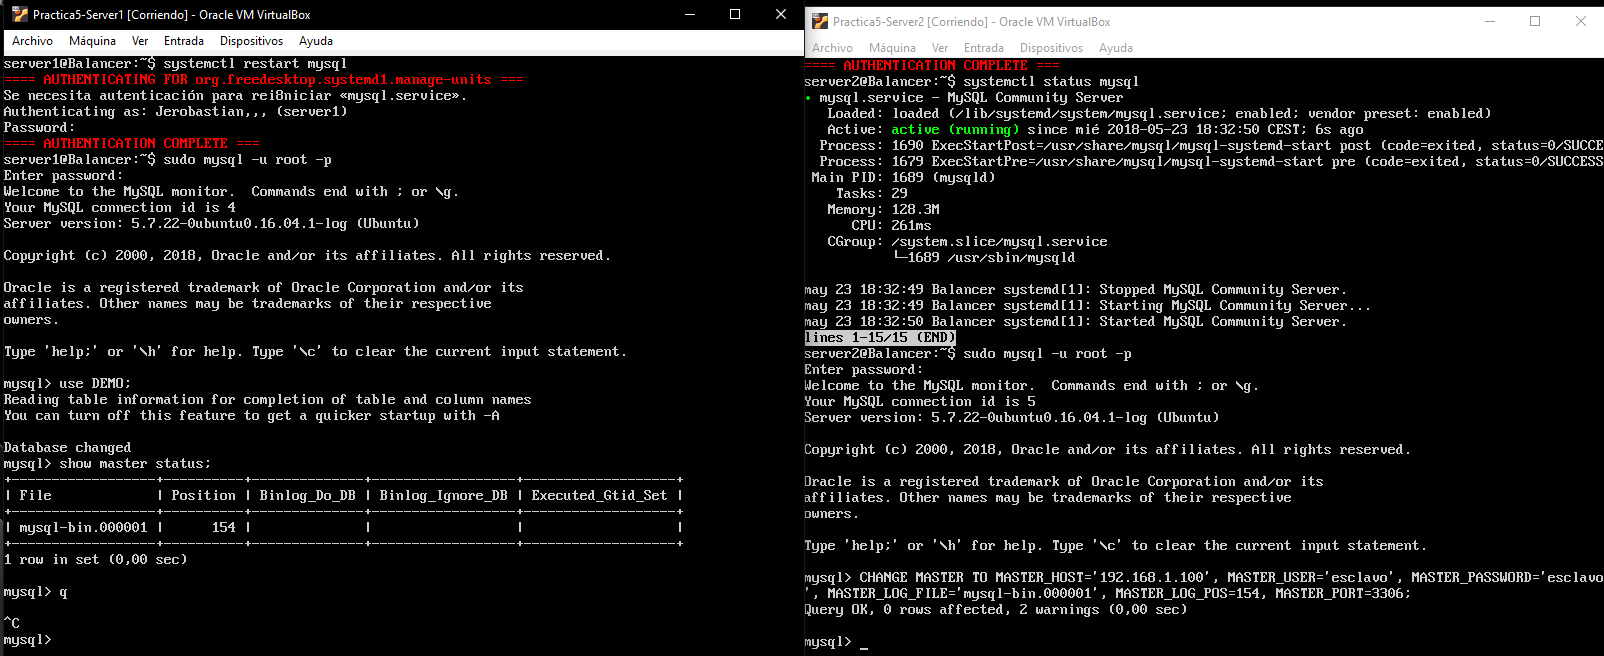 Practica5-Server1 [Corriendo] - Oracle VM VirtualBox
Archivo Máquina Ver Entrada Dispositivos Ayuda
server1@Balancer:~$ systemctl restart mysql
==== AUTHENTICATING FOR org.freedesktop.systemd1.manage-units ===
Se necesita autenticación para rei8niciar «mysql.service».
Authenticating as: Jerobastian,,, (server1)
Password:
==== AUTHENTICATION COMPLETE ===
server1@Balancer:~$ sudo mysql -u root -p
Enter password:
Welcome to the MySQL monitor.  Commands end with ; or \g.
Your MySQL connection id is 4
Server version: 5.7.22-0ubuntu0.16.04.1-log (Ubuntu)
Copyright (c) 2000, 2018, Oracle and/or its affiliates. All rights reserved.
Oracle is a registered trademark of Oracle Corporation and/or its
affiliates. Other names may be trademarks of their respective
owners.
Type 'help;' or '\h' for help. Type '\c' to clear the current input statement.
mysql> use DEMO;
Reading table information for completion of table and column names
You can turn off this feature to get a quicker startup with -A
Database changed
mysql> show master status;
+------------------+----------+--------------+------------------+-------------------+
| File             | Position | Binlog_Do_DB | Binlog_Ignore_DB | Executed_Gtid_Set |
+------------------+----------+--------------+------------------+-------------------+
| mysql-bin.000001 |      154 |              |                  |                   |
+------------------+----------+--------------+------------------+-------------------+
1 row in set (0,00 sec)
mysql> q
^C
mysql>
Practica5-Server2 [Corriendo] - Oracle VM VirtualBox
Archivo Máquina Ver Entrada Dispositivos Ayuda
==== AUTHENTICATION COMPLETE ===
server2@Balancer:~$ systemctl status mysql
• mysql.service - MySQL Community Server
Loaded: loaded (/lib/systemd/system/mysql.service; enabled; vendor preset: enabled)
Active: active (running) since mié 2018-05-23 18:32:50 CEST; 6s ago
Process: 1690 ExecStartPost=/usr/share/mysql/mysql-systemd-start post (code=exited, status=0/SUCCE
Process: 1679 ExecStartPre=/usr/share/mysql/mysql-systemd-start pre (code=exited, status=0/SUCCESS
Main PID: 1689 (mysqld)
Tasks: 29
Memory: 128.3M
CPU: 261ms
CGroup: /system.slice/mysql.service
└─1689 /usr/sbin/mysqld
may 23 18:32:49 Balancer systemd[1]: Stopped MySQL Community Server.
may 23 18:32:49 Balancer systemd[1]: Starting MySQL Community Server...
may 23 18:32:50 Balancer systemd[1]: Started MySQL Community Server.
lines 1-15/15 (END)
server2@Balancer:~$ sudo mysql -u root -p
Enter password:
Welcome to the MySQL monitor.  Commands end with ; or \g.
Your MySQL connection id is 5
Server version: 5.7.22-0ubuntu0.16.04.1-log (Ubuntu)
Copyright (c) 2000, 2018, Oracle and/or its affiliates. All rights reserved.
Oracle is a registered trademark of Oracle Corporation and/or its
affiliates. Other names may be trademarks of their respective
owners.
Type 'help;' or '\h' for help. Type '\c' to clear the current input statement.
mysql> CHANGE MASTER TO MASTER_HOST='192.168.1.100', MASTER_USER='esclavo', MASTER_PASSWORD='esclavo
', MASTER_LOG_FILE='mysql-bin.000001', MASTER_LOG_POS=154, MASTER_PORT=3306;
Query OK, 0 rows affected, 2 warnings (0,00 sec)
mysql> _